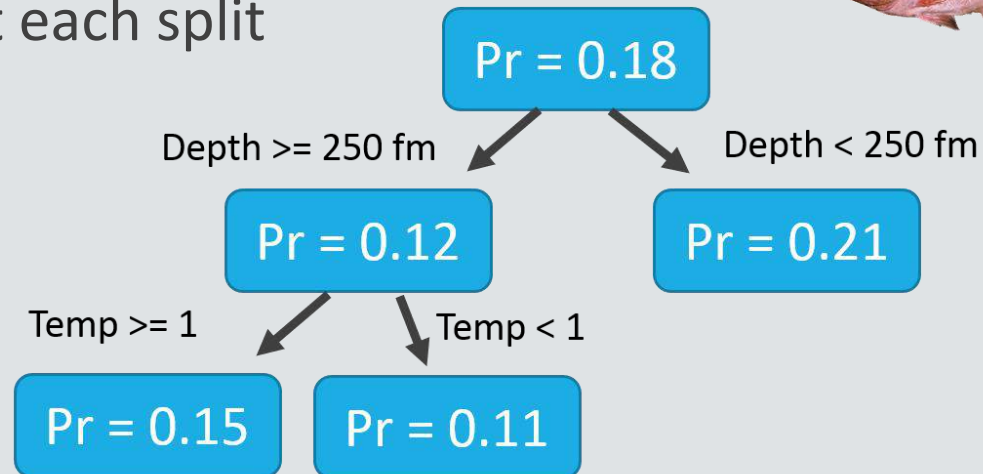 each split
Pr = 0.18
Depth >= 250 fm
Depth < 250 fm
Pr = 0.12
Pr = 0.21
Temp >= 1
Temp < 1
Pr = 0.15
Pr = 0.11